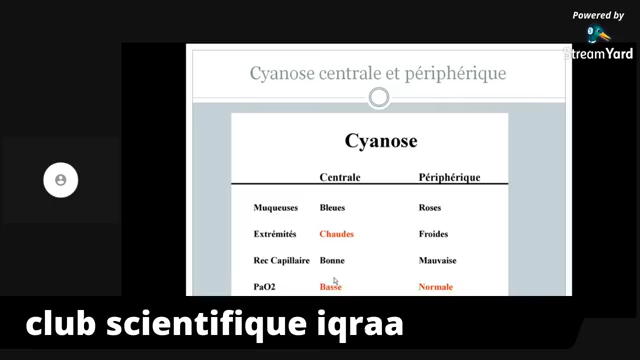 Powered by
StreamYard
Cyanose centrale et périphérique
Cyanose
Centrale Périphérique
Muqueuses Bleues Roses
Extrémités Chaudes Froides
Rec Capillaire Bonne Mauvaise
PaO2 Basse Normale
club scientifique iqraa